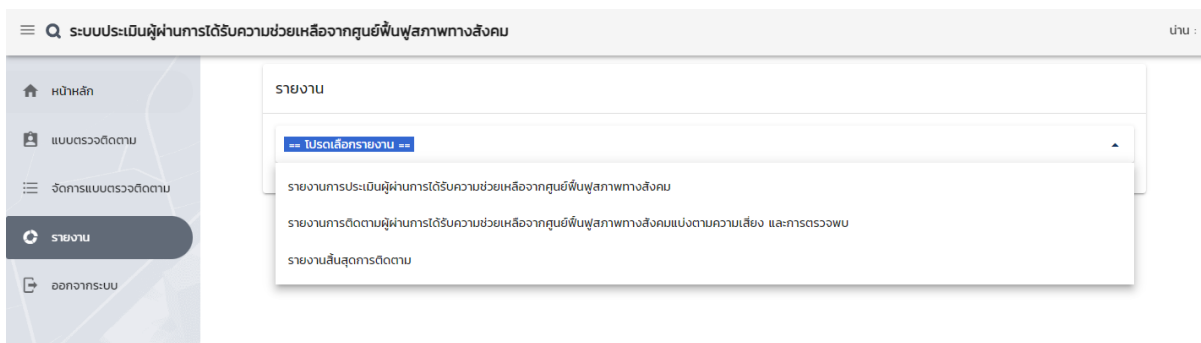 ระบบประเมินผู้ผ่านการได้รับความช่วยเหลือจากศูนย์ฟื้นฟูสภาพทางสังคม
น่าน :
หน้าหลัก
แบบตรวจติดตาม
จัดการแบบตรวจติดตาม
รายงาน
ออกจากระบบ
รายงาน
== โปรดเลือกรายงาน ==
รายงานการประเมินผู้ผ่านการได้รับความช่วยเหลือจากศูนย์ฟื้นฟูสภาพทางสังคม
รายงานการติดตามผู้ผ่านการได้รับความช่วยเหลือจากศูนย์ฟื้นฟูสภาพทางสังคมแบ่งตามความเสี่ยง และการตรวจพบ
รายงานสิ้นสุดการติดตาม